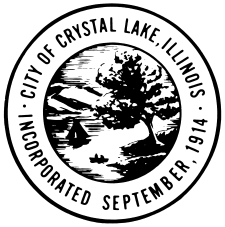 · CITY OF CRYSTAL LAKE, ILLINOIS ·
INCORPORATED SEPTEMBER, 1914